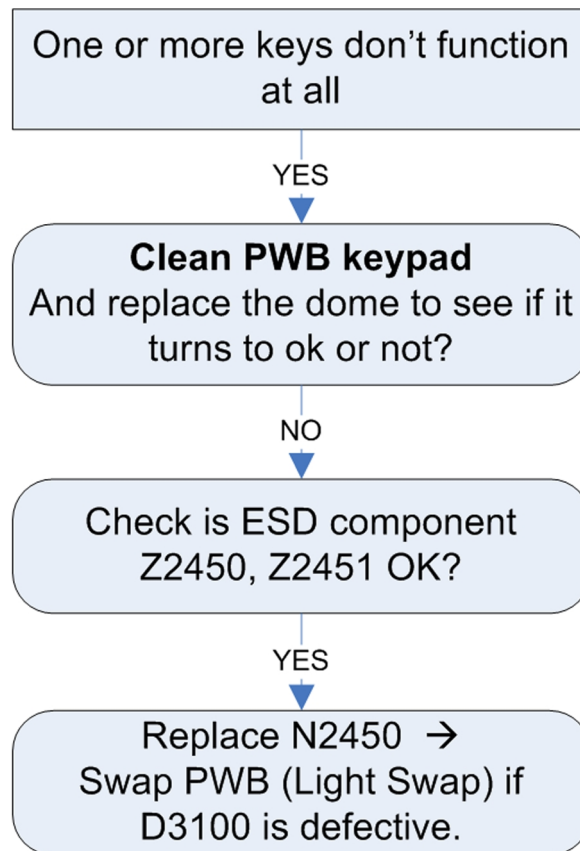 One or more keys don’t function
at all
YES
Clean PWB keypad
And replace the dome to see if it
turns to ok or not?
NO
Check is ESD component
Z2450, Z2451 OK?
YES
Replace N2450 →
Swap PWB (Light Swap) if
D3100 is defective.